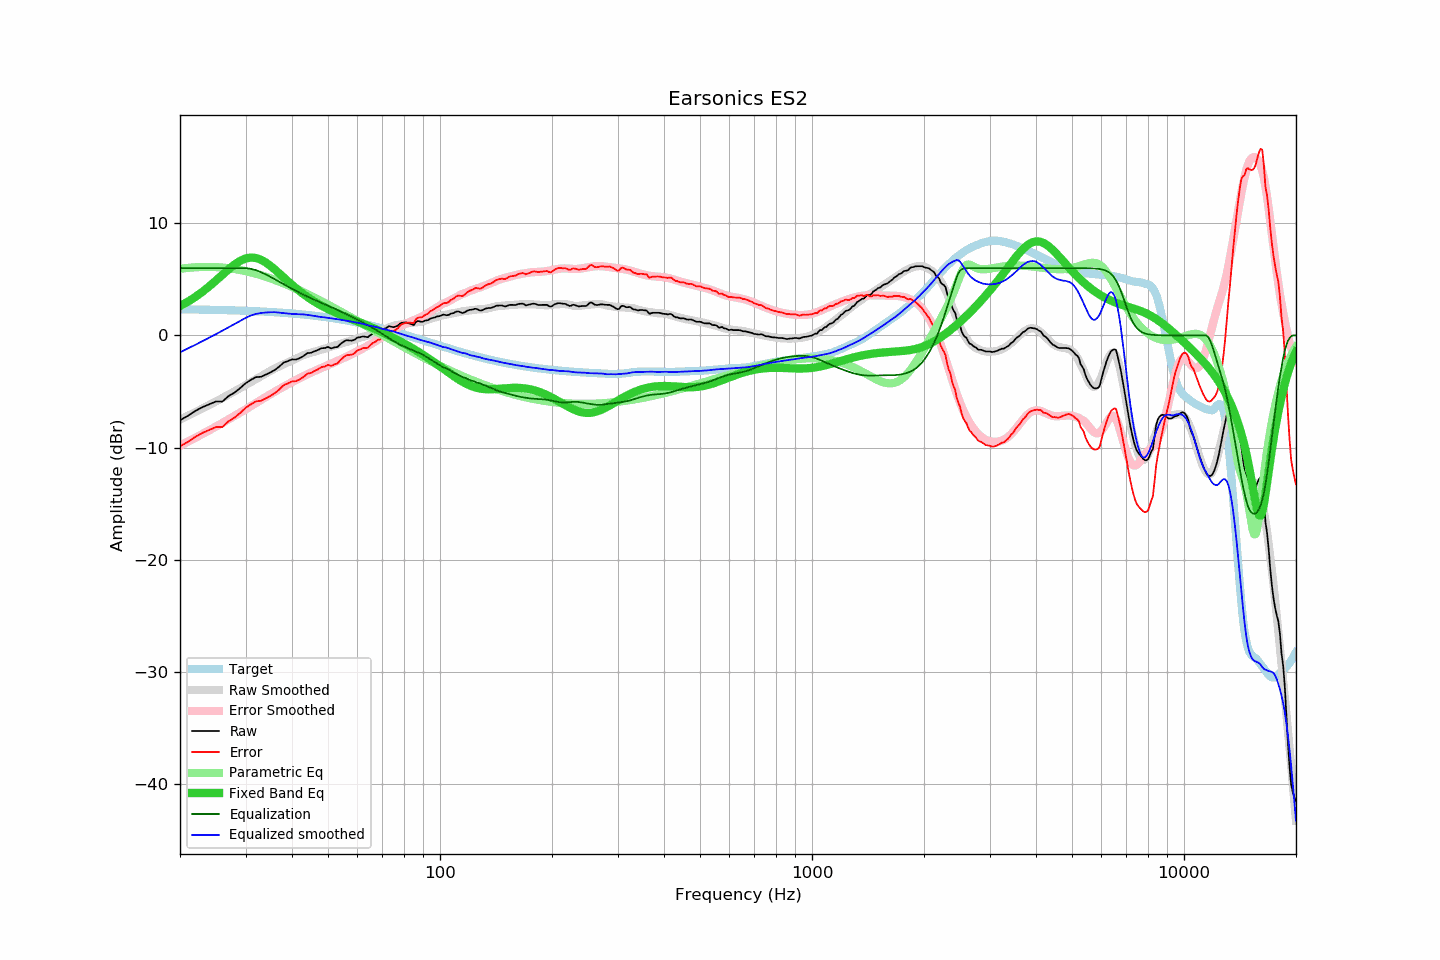 Earsonics ES2
10
0
−10
−20
−30
−40
Amplitude (dBr)
Target
Raw Smoothed
Error Smoothed
Raw
Error
Parametric Eq
Fixed Band Eq
Equalization
Equalized smoothed
100
1000
10000
Frequency (Hz)